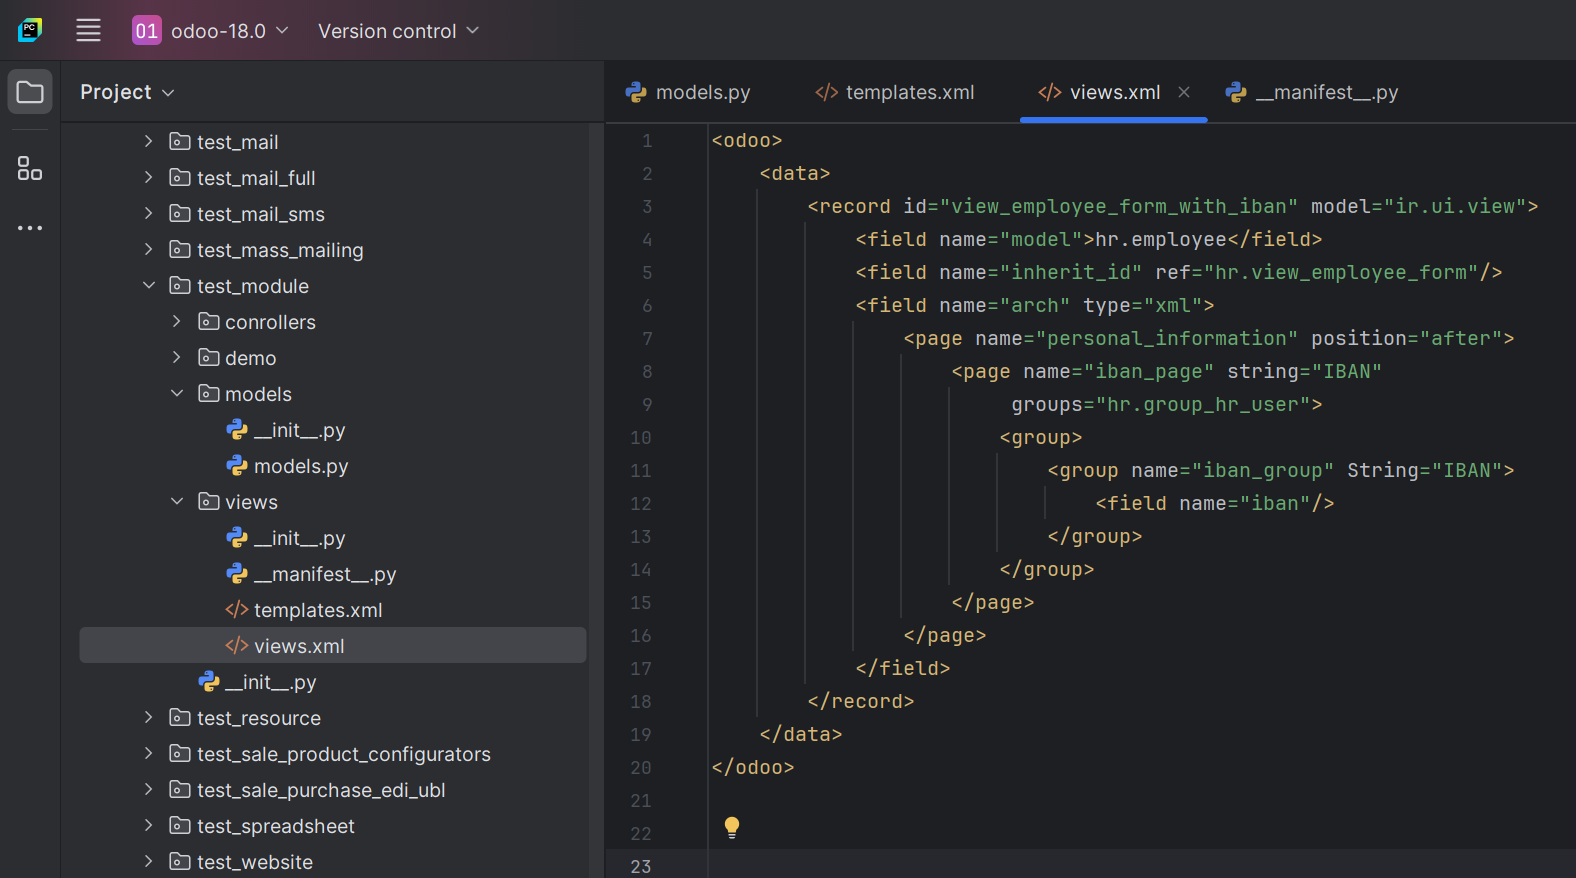 PC
01 odoo-18.0 Version control
Project
test_mail
test_mail_full
test_mail_sms
test_mass_mailing
test_module
conrollers
demo
models
__init__.py
models.py
views
__init__.py
__manifest__.py
templates.xml
views.xml
__init__.py
test_resource
test_sale_product_configurators
test_sale_purchase_edi_ubl
test_spreadsheet
test_website
models.py templates.xml views.xml __manifest__.py
1 <odoo>
2 <data>
3 <record id="view_employee_form_with_iban" model="ir.ui.view">
4 <field name="model">hr.employee</field>
5 <field name="inherit_id" ref="hr.view_employee_form"/>
6 <field name="arch" type="xml">
7 <page name="personal_information" position="after">
8 <page name="iban_page" string="IBAN"
9 groups="hr.group_hr_user">
10 <group>
11 <group name="iban_group" String="IBAN">
12 <field name="iban"/>
13 </group>
14 </group>
15 </page>
16 </page>
17 </field>
18 </record>
19 </data>
20 </odoo>
21
22
23